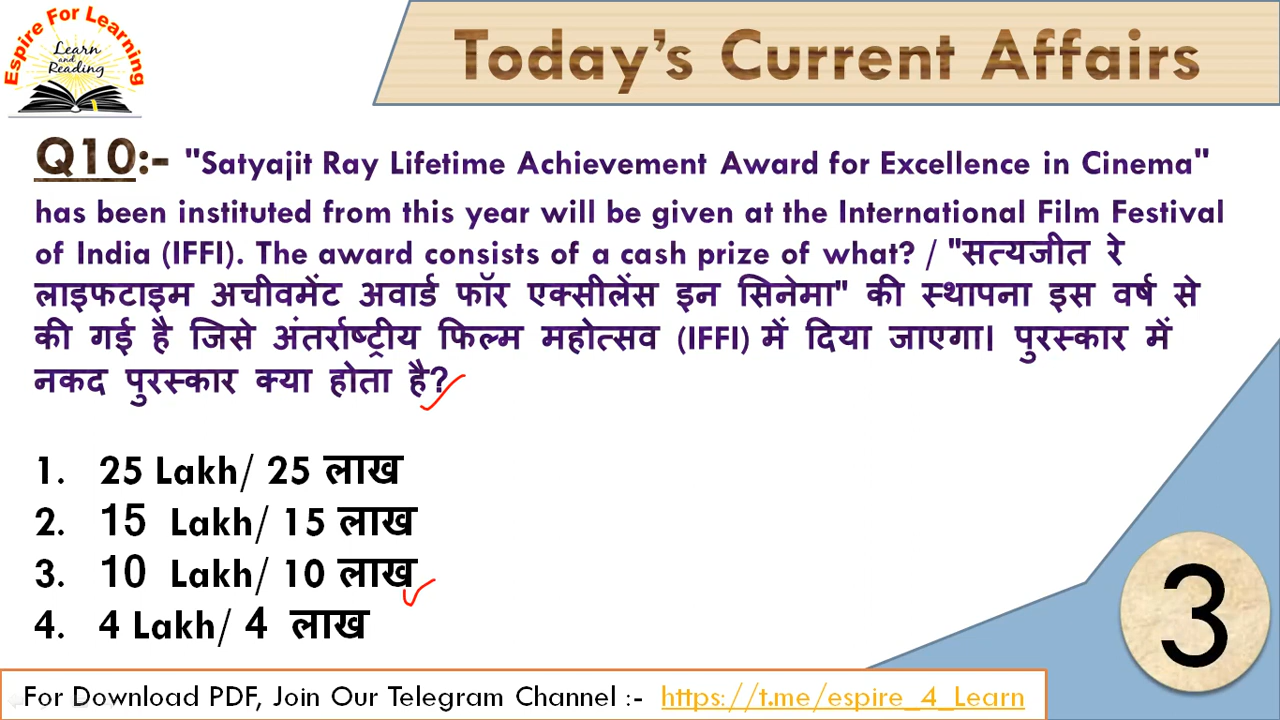 Espire For Learning
Learn
and
Reading
Today's Current Affairs
Q10:- "Satyajit Ray Lifetime Achievement Award for Excellence in Cinema"
has been instituted from this year will be given at the International Film Festival
of India (IFFI). The award consists of a cash prize of what? / "सत्यजीत रे
लाइफटाइम अचीवमेंट अवार्ड फॉर एक्सीलेंस इन सिनेमा" की स्थापना इस वर्ष से
की गई है जिसे अंतर्राष्ट्रीय फिल्म महोत्सव (IFFI) में दिया जाएगा। पुरस्कार में
नकद पुरस्कार क्या होता है?
1. 25 Lakh/ 25 लाख
2. 15 Lakh/ 15 लाख
3. 10 Lakh/ 10 लाख
4. 4 Lakh/ 4 लाख
3
For Download PDF, Join Our Telegram Channel :- https://t.me/espire_4_Learn